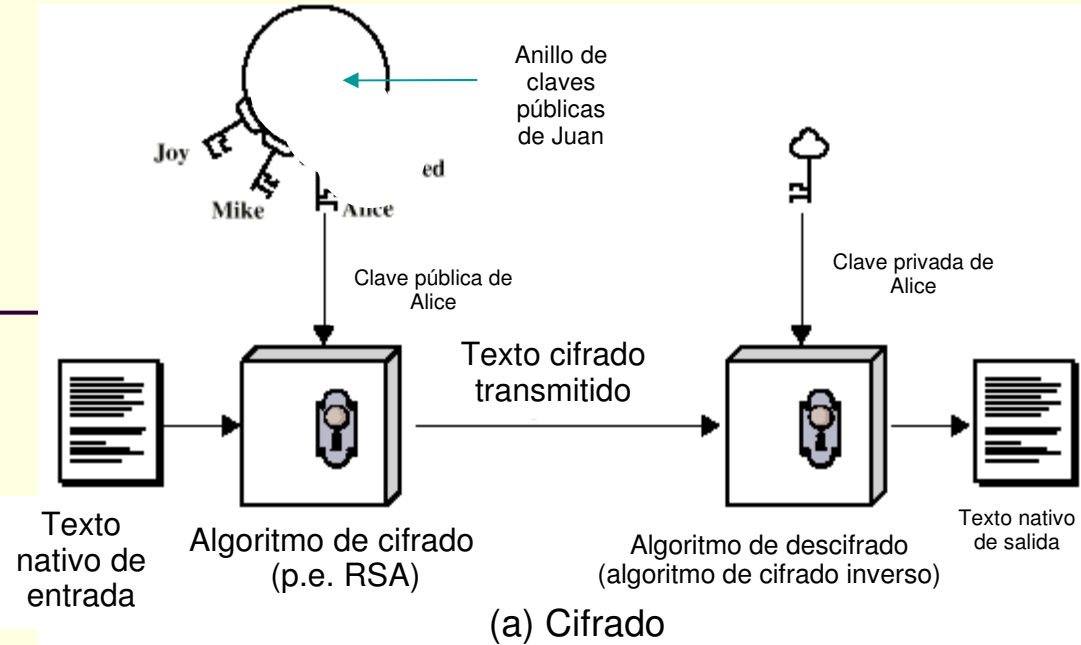 Anillo de
claves
públicas
de Juan
Joy
ed
Mike
Alice
Clave pública de
Alice
Clave privada de
Alice
Texto cifrado
transmitido
Texto
nativo de
entrada
Algoritmo de cifrado
(p.e. RSA)
Algoritmo de descifrado
(algoritmo de cifrado inverso)
Texto nativo
de salida
(a) Cifrado